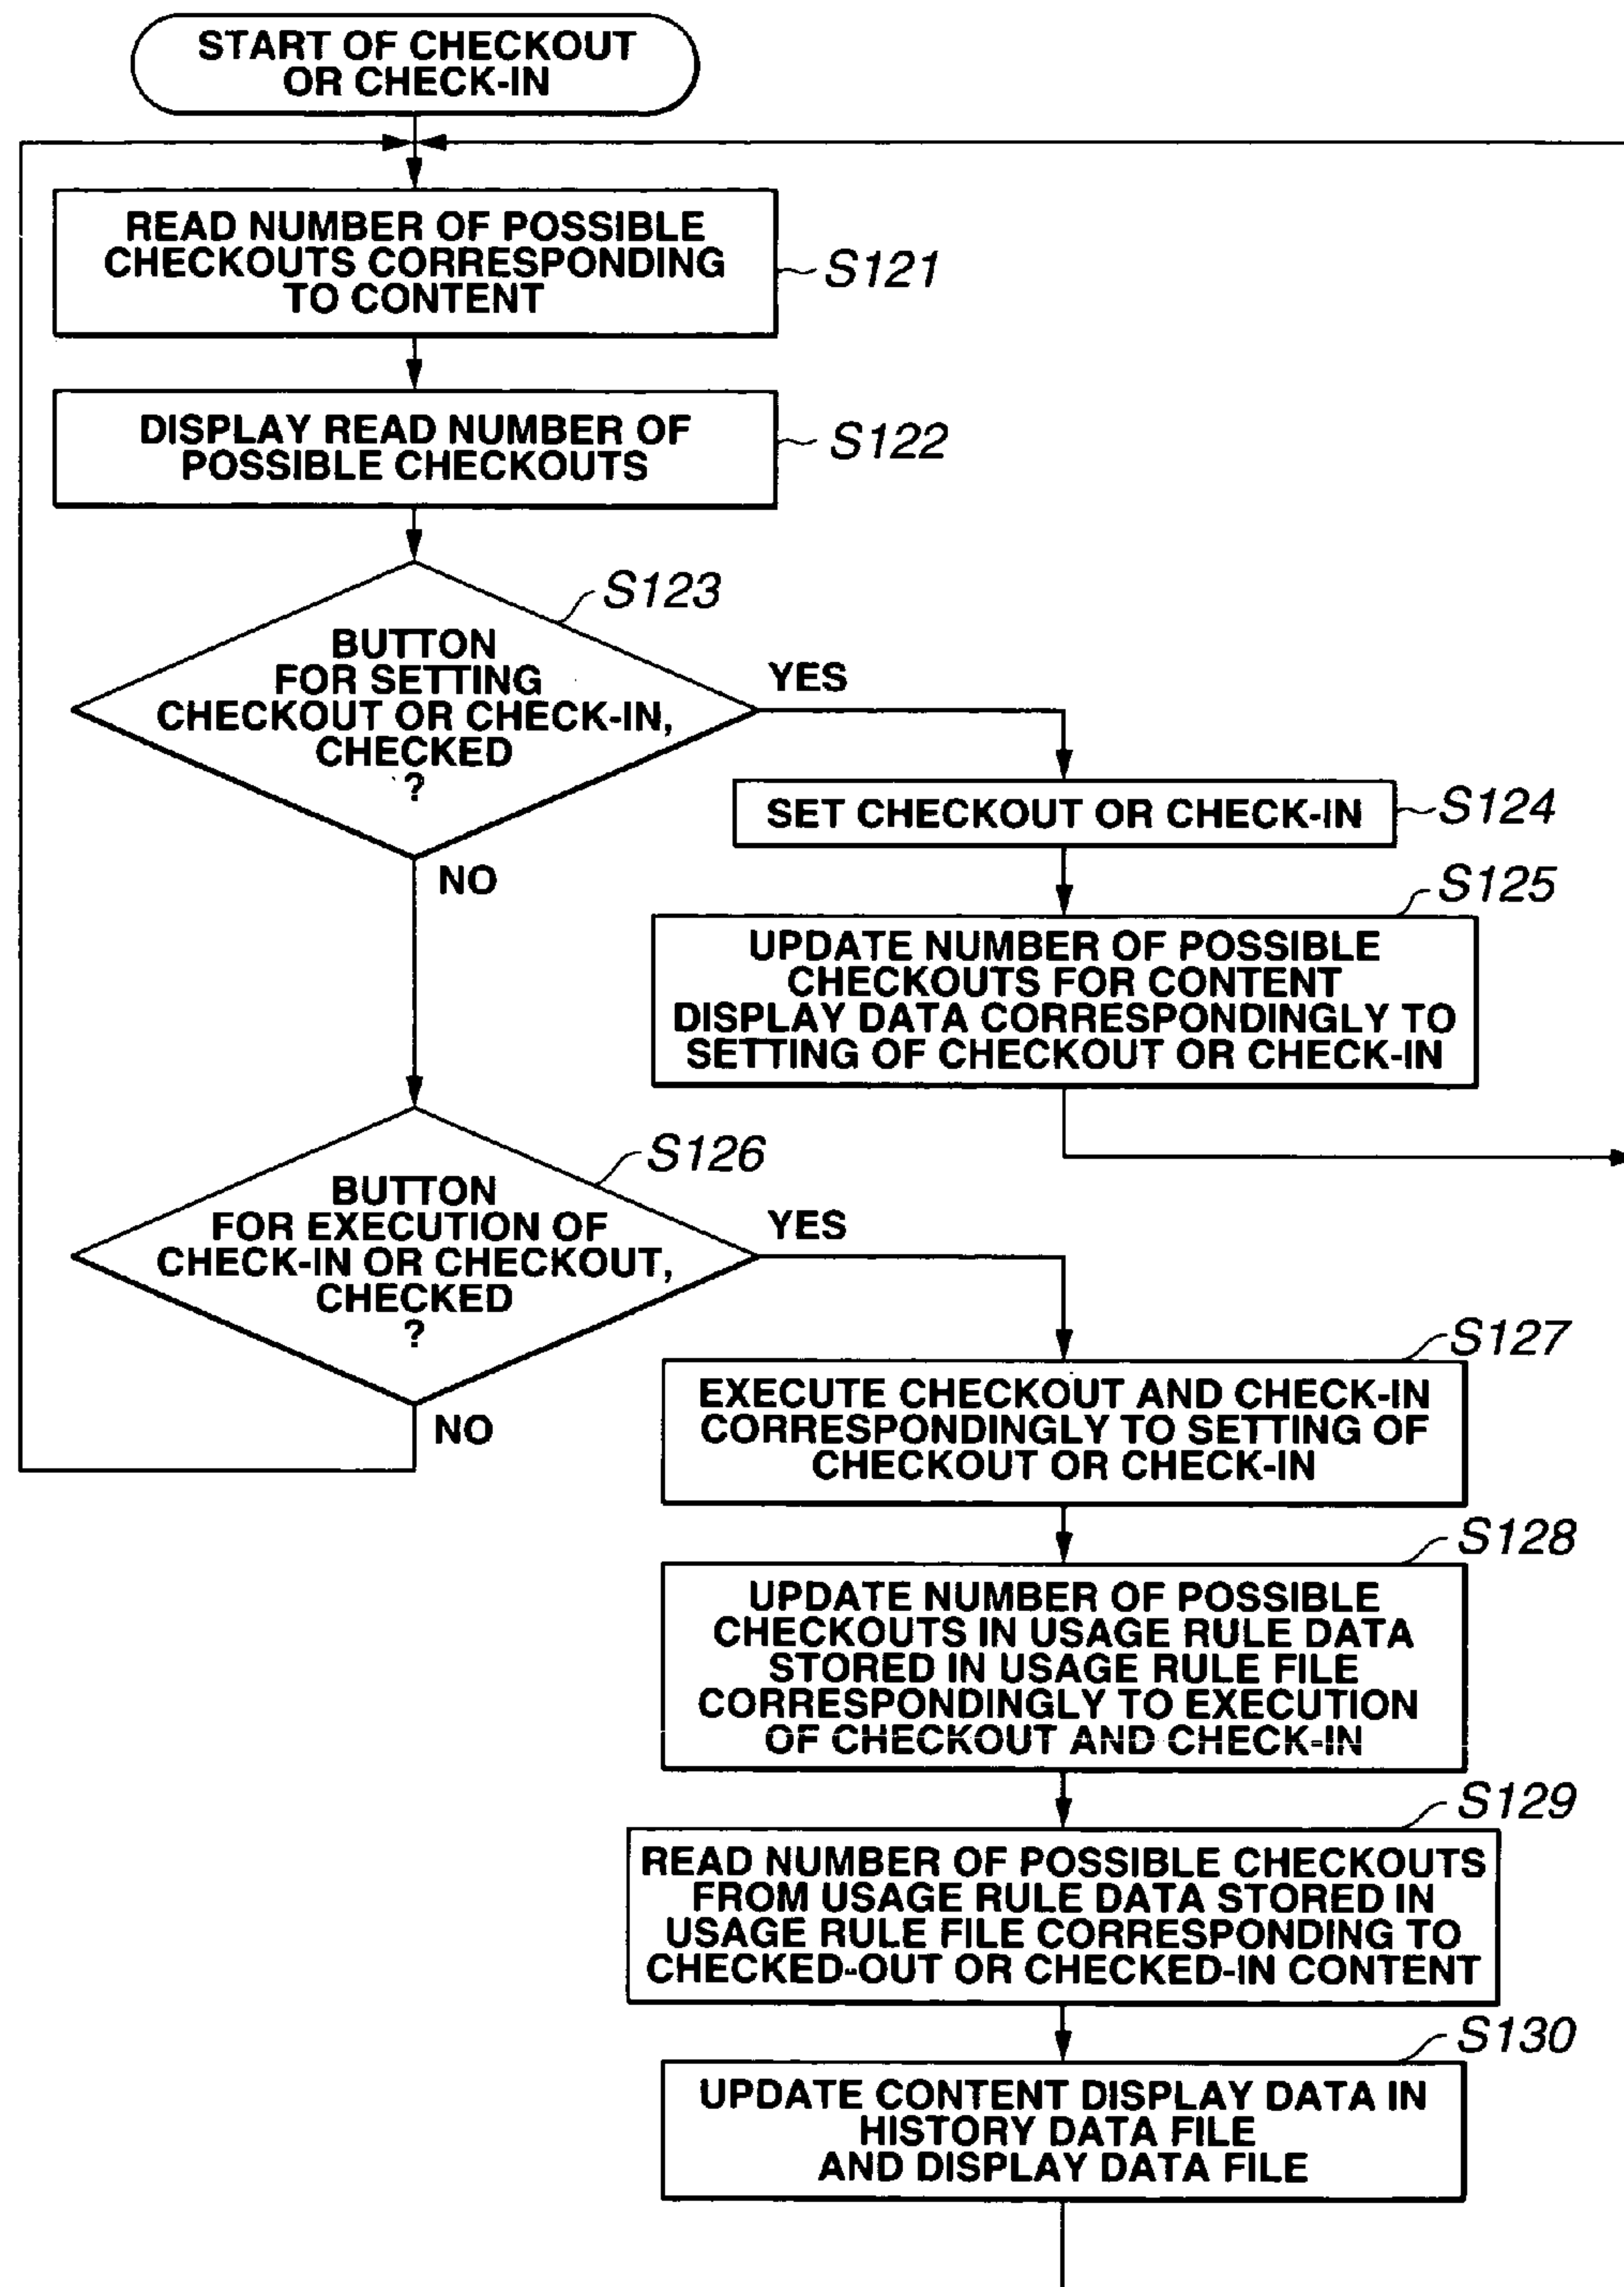 START OF CHECKOUT
OR CHECK-IN
READ NUMBER OF POSSIBLE
CHECKOUTS CORRESPONDING
TO CONTENT
S121
DISPLAY READ NUMBER OF
POSSIBLE CHECKOUTS
S122
S123
BUTTON
FOR SETTING
CHECKOUT OR CHECK-IN,
CHECKED
?
YES
NO
SET CHECKOUT OR CHECK-IN
S124
S125
UPDATE NUMBER OF POSSIBLE
CHECKOUTS FOR CONTENT
DISPLAY DATA CORRESPONDINGLY TO
SETTING OF CHECKOUT OR CHECK-IN
S126
BUTTON
FOR EXECUTION OF
CHECK-IN OR CHECKOUT,
CHECKED
?
YES
NO
S127
EXECUTE CHECKOUT AND CHECK-IN
CORRESPONDINGLY TO SETTING OF
CHECKOUT OR CHECK-IN
S128
UPDATE NUMBER OF POSSIBLE
CHECKOUTS IN USAGE RULE DATA
STORED IN USAGE RULE FILE
CORRESPONDINGLY TO EXECUTION
OF CHECKOUT AND CHECK-IN
S129
READ NUMBER OF POSSIBLE CHECKOUTS
FROM USAGE RULE DATA STORED IN
USAGE RULE FILE CORRESPONDING TO
CHECKED-OUT OR CHECKED-IN CONTENT
S130
UPDATE CONTENT DISPLAY DATA IN
HISTORY DATA FILE
AND DISPLAY DATA FILE